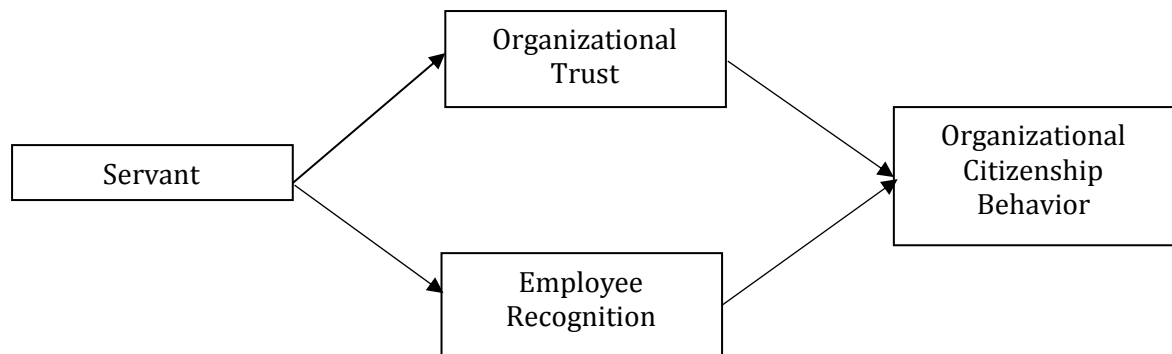 Organizational
Trust
Servant
Organizational
Citizenship
Behavior
Employee
Recognition